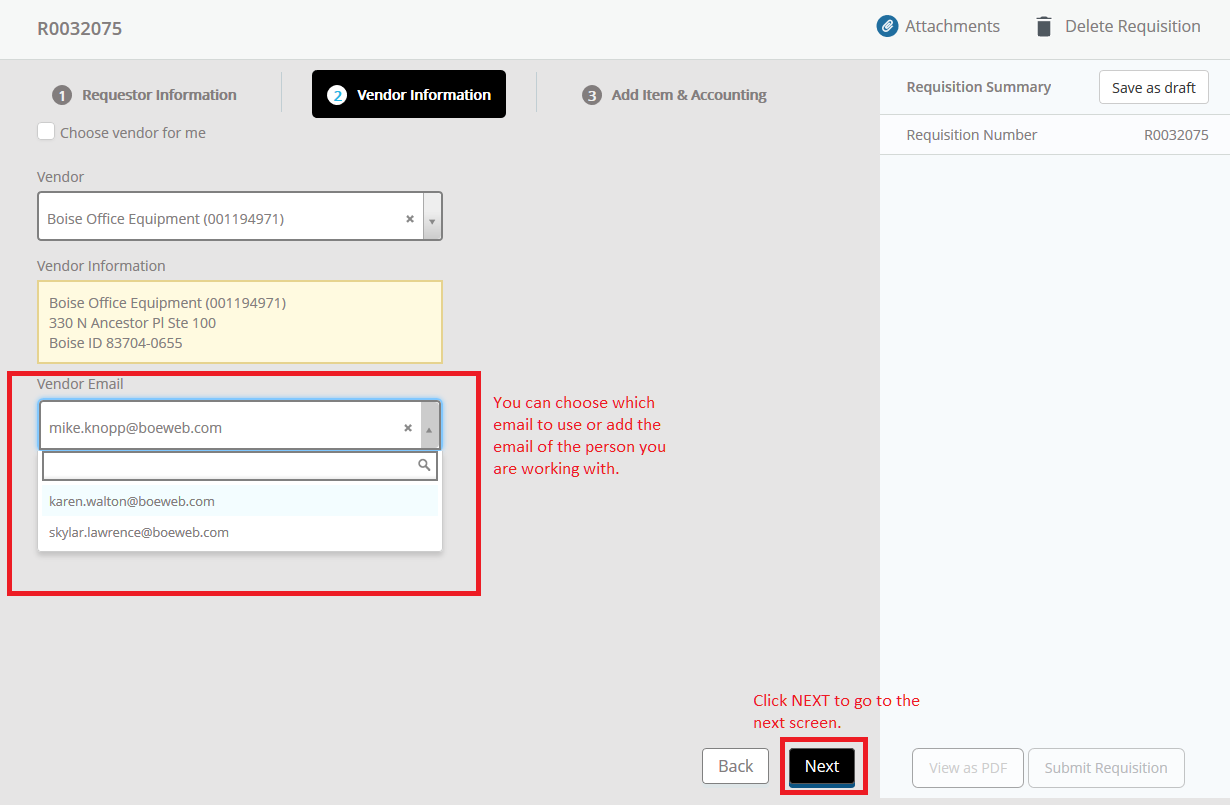 R0032075
Attachments
Delete Requisition
1 Requestor Information
2 Vendor Information
3 Add Item & Accounting
Choose vendor for me
Vendor
Boise Office Equipment (001194971)
Vendor Information
Boise Office Equipment (001194971)
330 N Ancestor Pl Ste 100
Boise ID 83704-0655
Vendor Email
mike.knopp@boeweb.com
karen.walton@boeweb.com
skylar.lawrence@boeweb.com
You can choose which
email to use or add the
email of the person you
are working with.
Click NEXT to go to the
next screen.
Back
Next
Requisition Summary
Save as draft
Requisition Number
R0032075
View as PDF
Submit Requisition